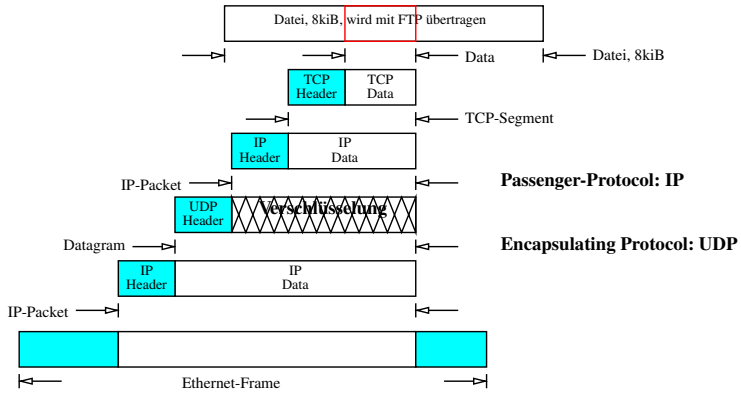 Datei, 8kiB, wird mit FTP übertragen
Data
Datei, 8kiB
TCP
Header
TCP
Data
TCP-Segment
IP
Header
IP
Data
IP-Packet
Passenger-Protocol: IP
UDP
Header
Verschlüsselung
Datagram
Encapsulating Protocol: UDP
IP
Header
IP
Data
IP-Packet
Ethernet-Frame